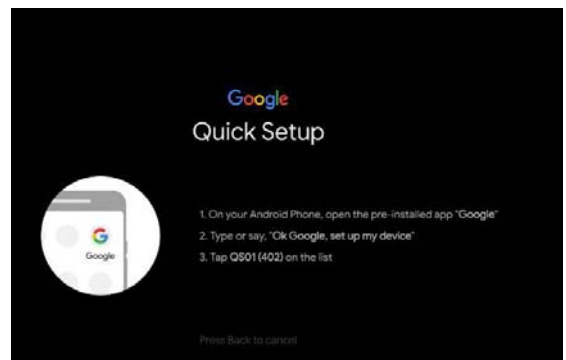 Google
Quick Setup
1. On your Android Phone, open the pre-installed app "Google"
2. Type or say, "Ok Google, set up my device"
3. Tap QS01 (402) on the list
Google
Press Back to cancel